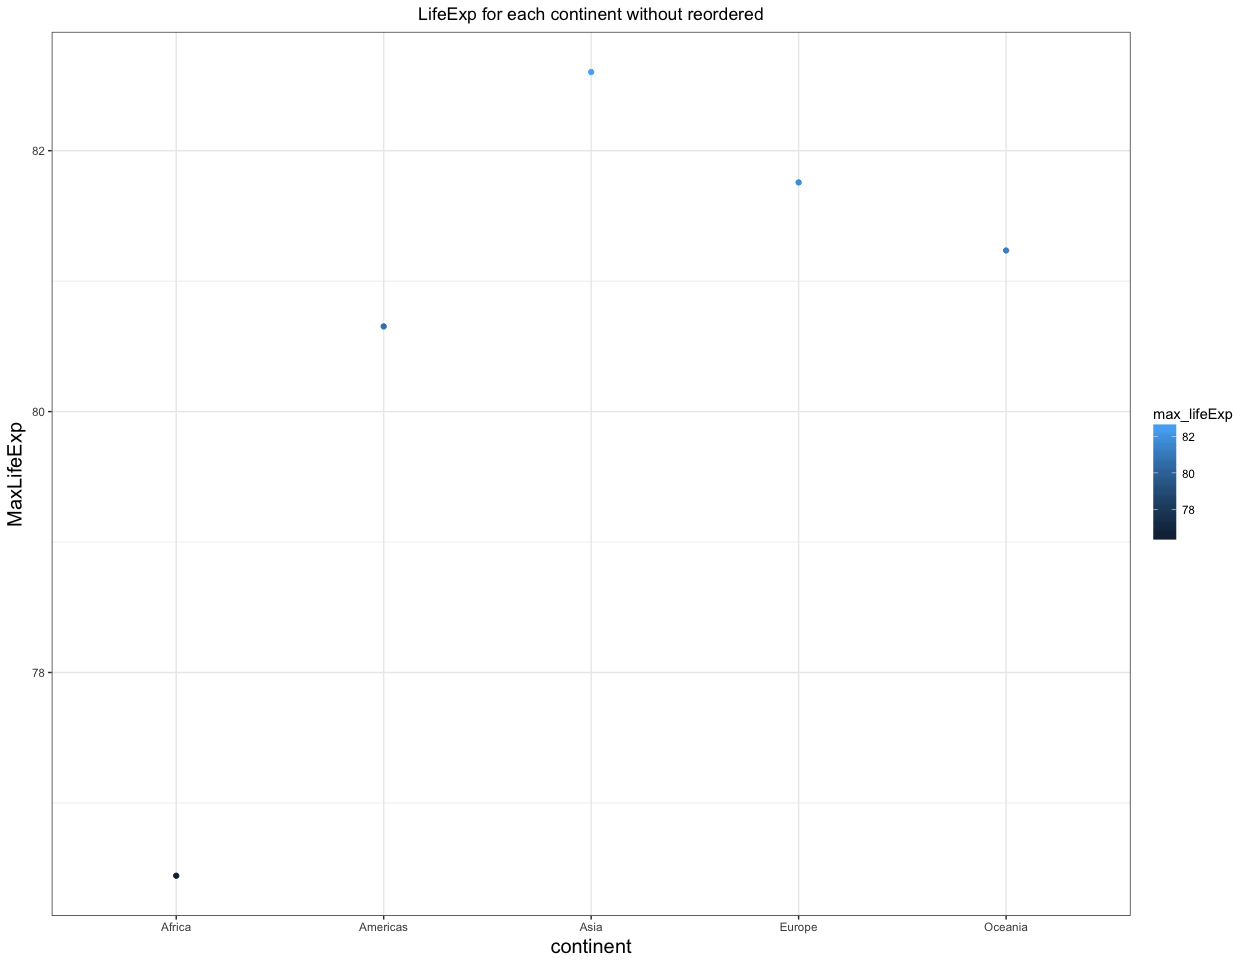 LifeExp for each continent without reordered
MaxLifeExp
82
80
78
Africa
Americas
Asia
Europe
Oceania
continent
max_lifeExp
82
80
78